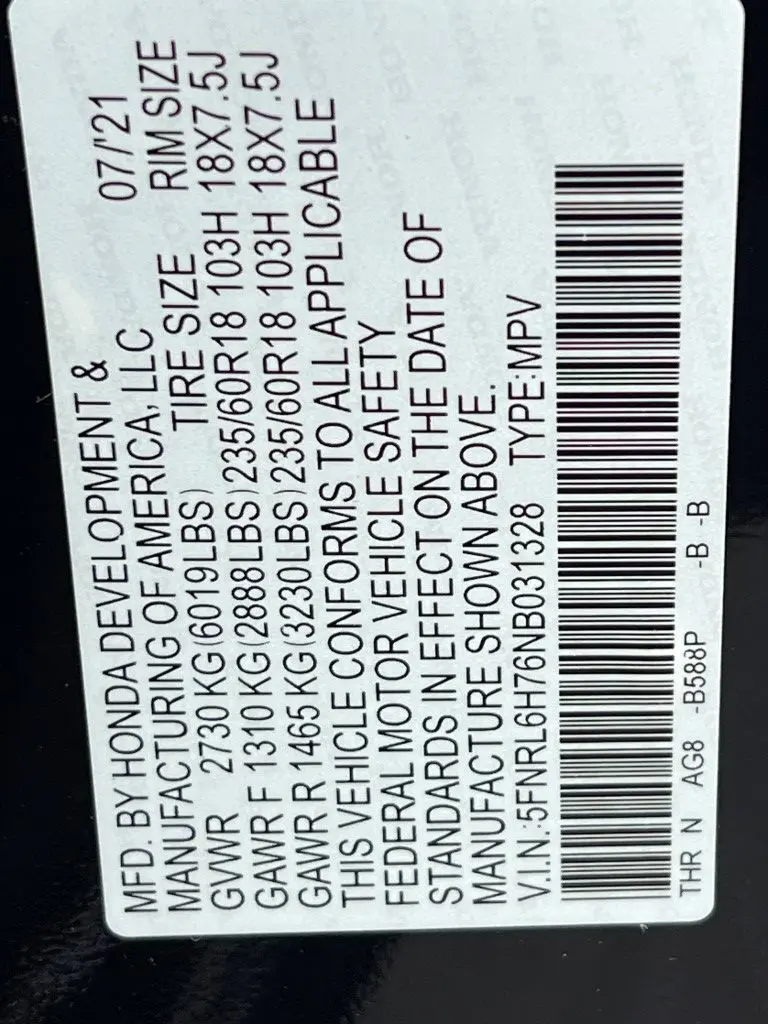 MFD. BY HONDA DEVELOPMENT & 07/'21
MANUFACTURING OF AMERICA, LLC
TIRE SIZE RIM SIZE
GVWR 2730 KG(6019LBS)
GAWR F 1310 KG(2888LBS)235/60R18 103H 18X7.5J
GAWR R 1465 KG(3230LBS)235/60R18 103H 18X7.5J
THIS VEHICLE CONFORMS TO ALL APPLICABLE
FEDERAL MOTOR VEHICLE SAFETY
STANDARDS IN EFFECT ON THE DATE OF
MANUFACTURE SHOWN ABOVE.
V.I.N.:5FNRL6H76NB031328 TYPE:MPV
THR N AG8 -B588P -B -B